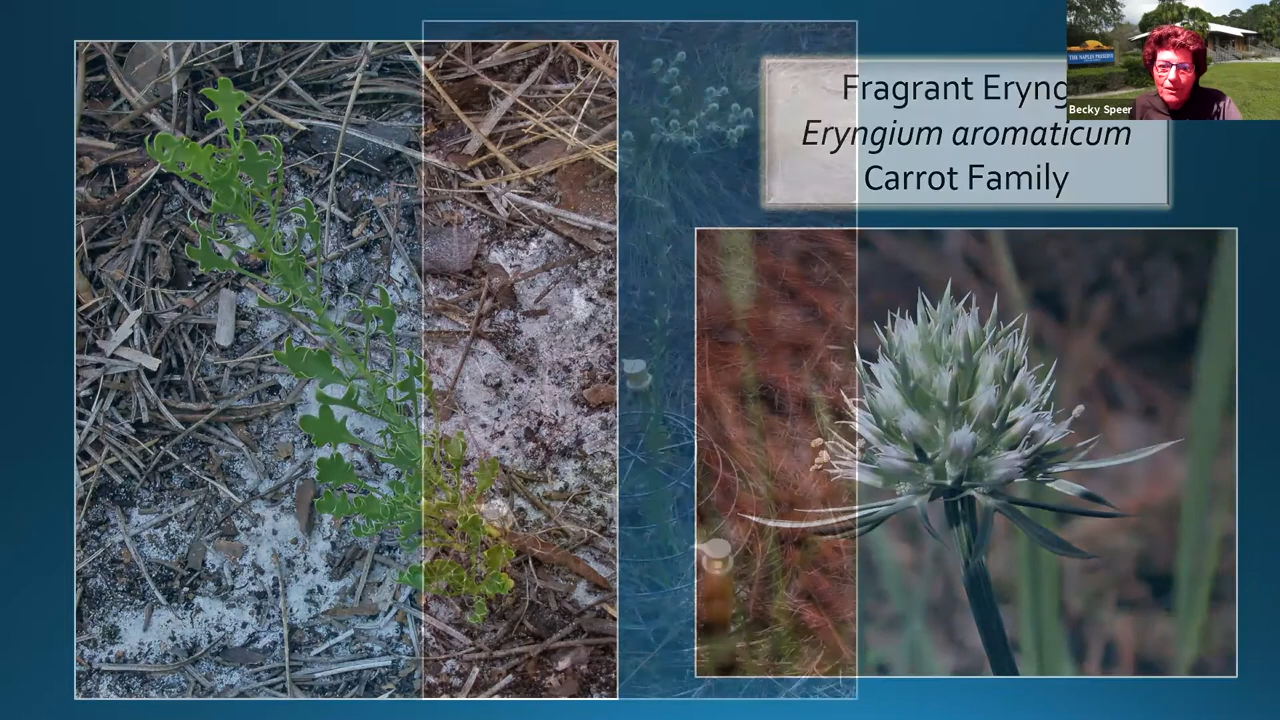 Fragrant Eryng
Eryngium aromaticum
Carrot Family
THE NAPLES PRESERVE
Becky Speer